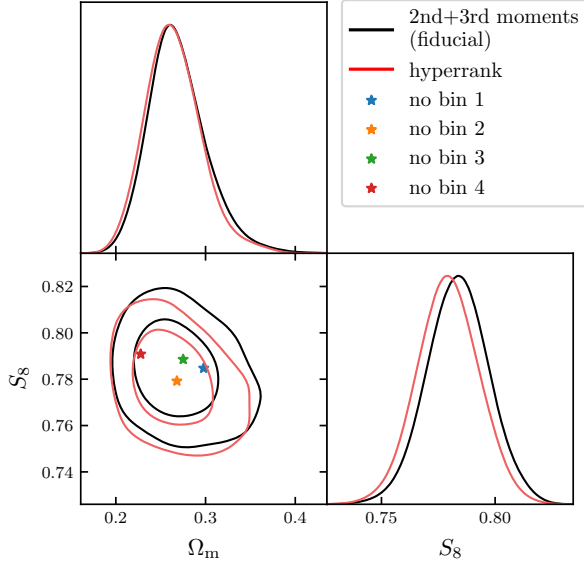 2nd+3rd moments
(fiducial)
hyperrank
no bin 1
no bin 2
no bin 3
no bin 4
0.82
0.80
0.78
0.76
0.74
S₈
0.2 0.3 0.4
0.75 0.80
Ωₘ
S₈